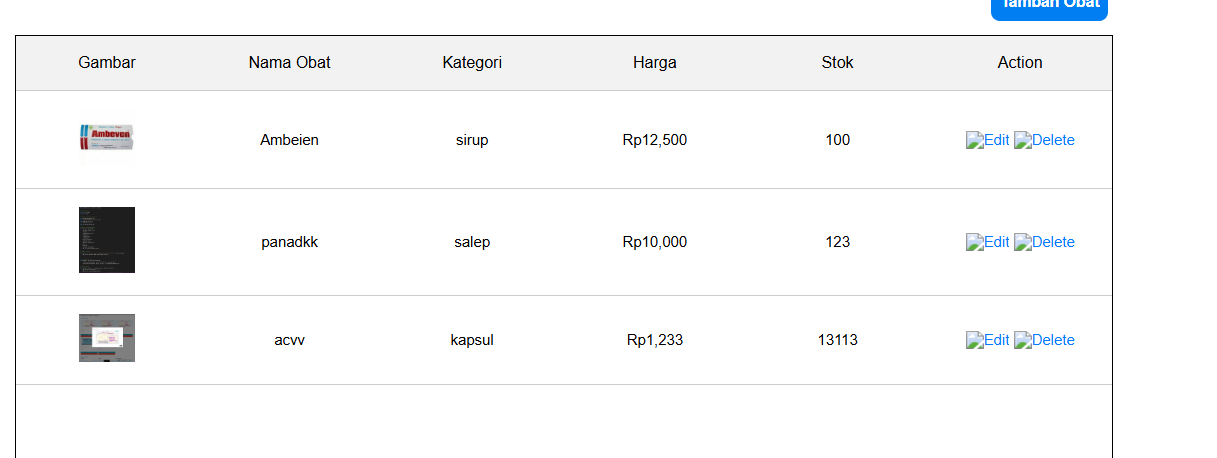 Tambah Obat
Gambar Nama Obat Kategori Harga Stok Action
Ambeven
Ambeien sirup Rp12,500 100 Edit Delete
panadkk salep Rp10,000 123 Edit Delete
acvv kapsul Rp1,233 13113 Edit Delete